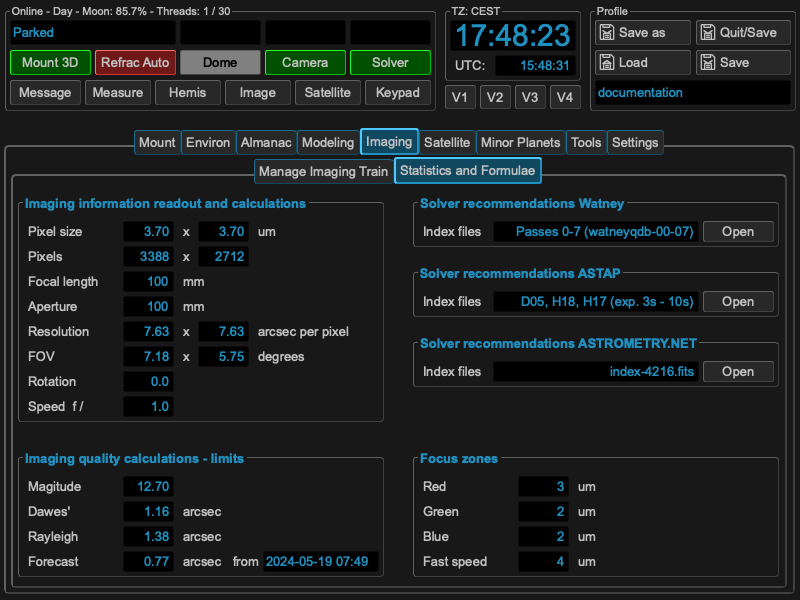 Online - Day - Moon: 85.7% - Threads: 1 / 30
TZ: CEST
Profile
Parked
17:48:23
Save as
Quit/Save
Mount 3D
Refrac Auto
Dome
Camera
Solver
UTC:
15:48:31
Load
Save
Message
Measure
Hemis
Image
Satellite
Keypad
V1
V2
V3
V4
documentation
Mount
Environ
Almanac
Modeling
Imaging
Satellite
Minor Planets
Tools
Settings
Manage Imaging Train
Statistics and Formulae
Imaging information readout and calculations
Pixel size 3.70 x 3.70 um
Pixels 3388 x 2712
Focal length 100 mm
Aperture 100 mm
Resolution 7.63 x 7.63 arcsec per pixel
FOV 7.18 x 5.75 degrees
Rotation 0.0
Speed f / 1.0
Solver recommendations Watney
Index files Passes 0-7 (watneyqdb-00-07) Open
Solver recommendations ASTAP
Index files D05, H18, H17 (exp. 3s - 10s) Open
Solver recommendations ASTROMETRY.NET
Index files index-4216.fits Open
Imaging quality calculations - limits
Magitude 12.70
Dawes' 1.16 arcsec
Rayleigh 1.38 arcsec
Forecast 0.77 arcsec from 2024-05-19 07:49
Focus zones
Red 3 um
Green 2 um
Blue 2 um
Fast speed 4 um